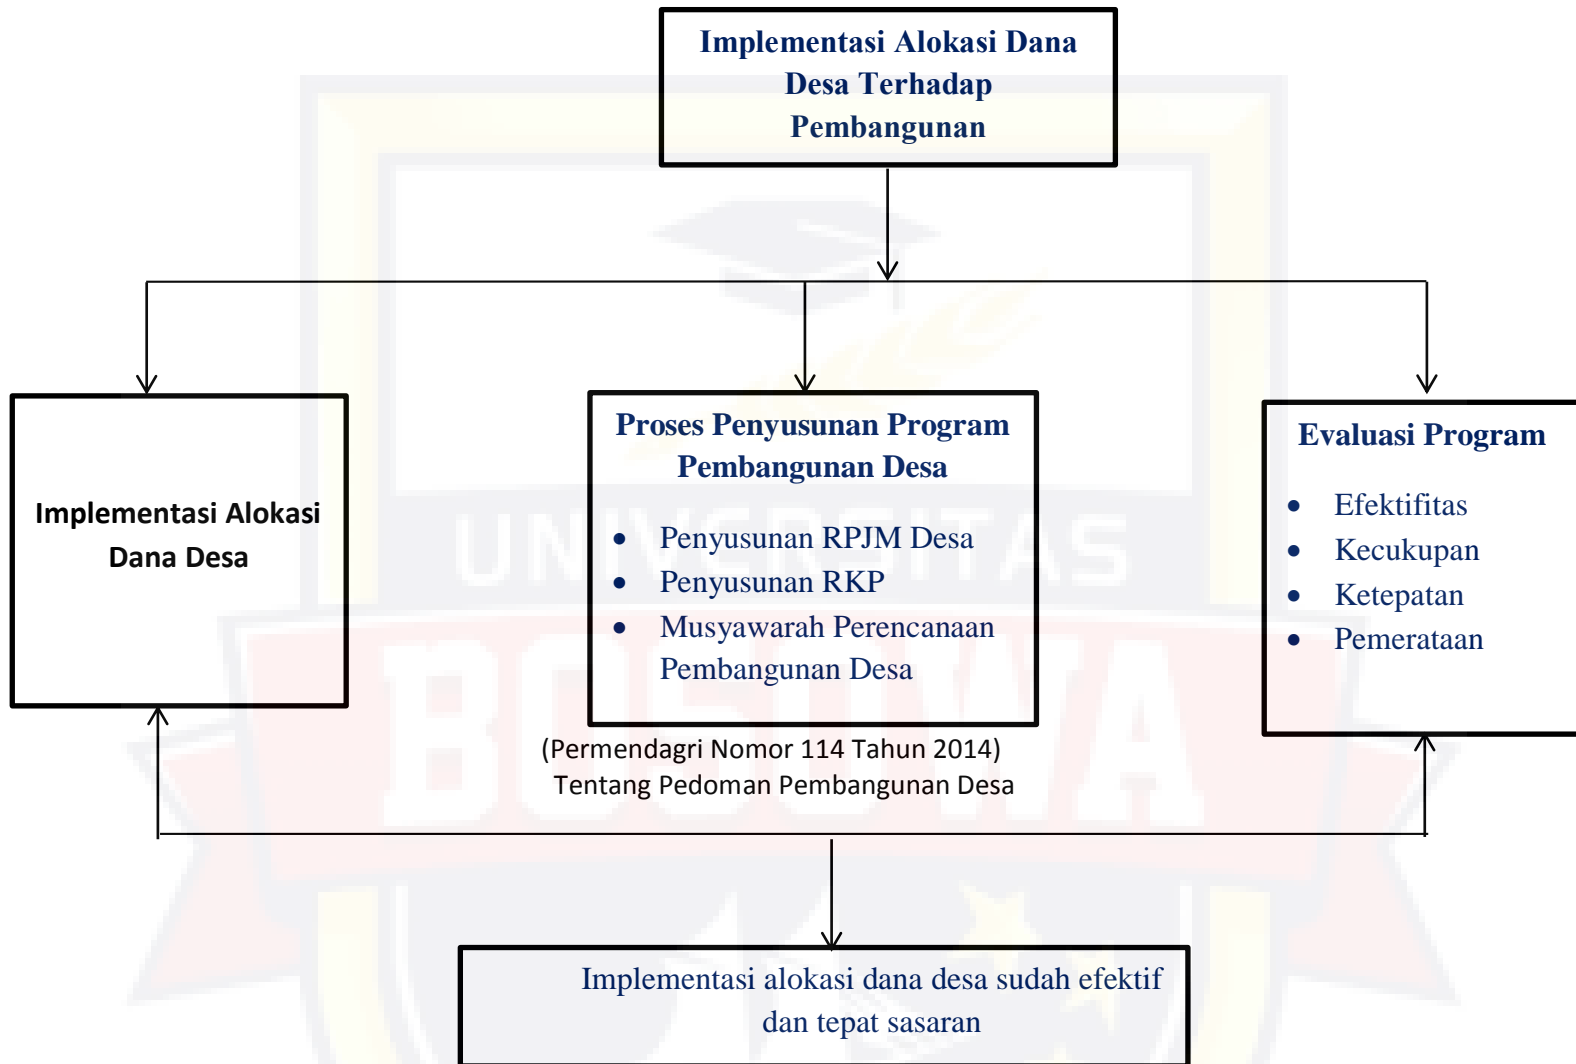 Implementasi Alokasi Dana
Desa Terhadap
Pembangunan
Implementasi Alokasi
Dana Desa
Proses Penyusunan Program
Pembangunan Desa
• Penyusunan RPJM Desa
• Penyusunan RKP
• Musyawarah Perencanaan
Pembangunan Desa
(Permendagri Nomor 114 Tahun 2014)
Tentang Pedoman Pembangunan Desa
Evaluasi Program
• Efektifitas
• Kecukupan
• Ketepatan
• Pemerataan
Implementasi alokasi dana desa sudah efektif
dan tepat sasaran
UNIVERSITAS
BOSOWA